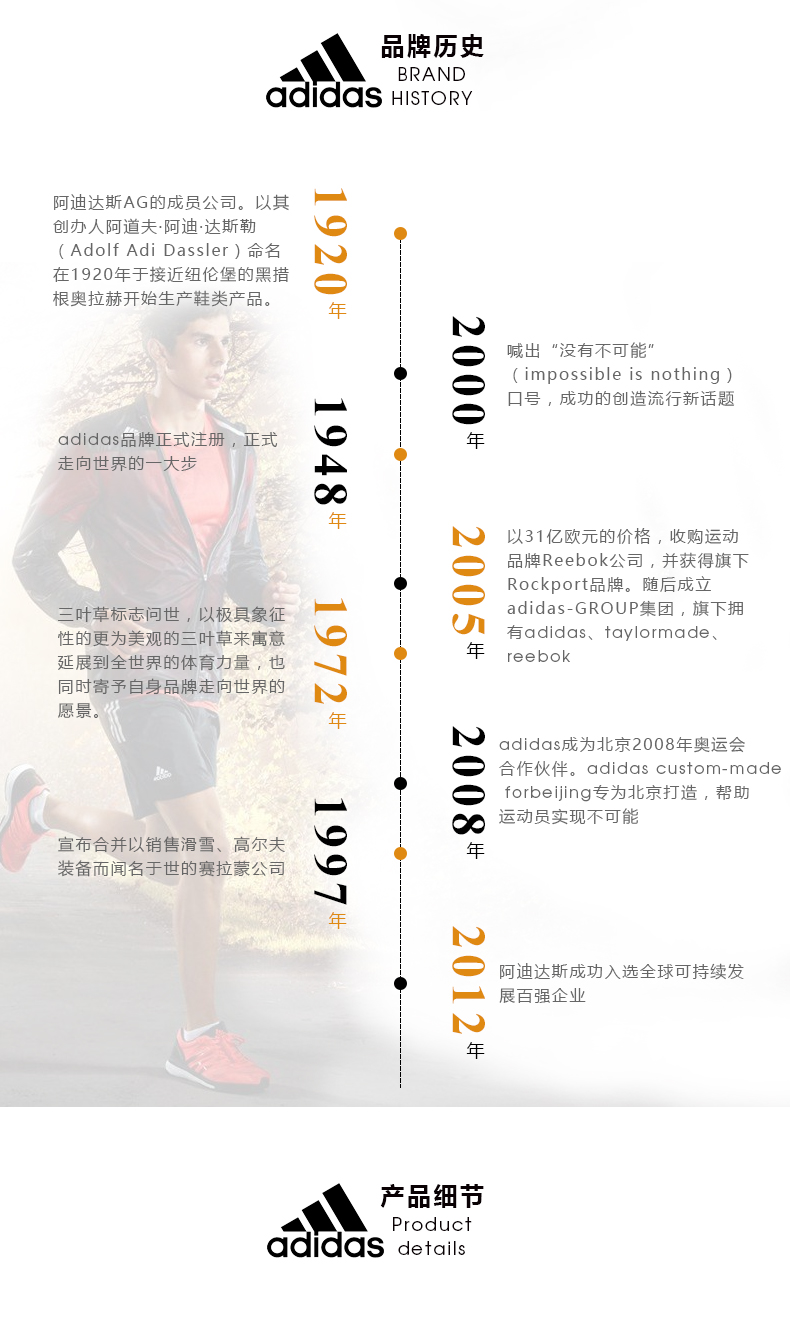 adidas
品牌历史
BRAND
HISTORY
阿迪达斯AG的成员公司。以其
创办人阿道夫·阿迪·达斯勒
（Adolf Adi Dassler）命名
在1920年于接近纽伦堡的黑措
根奥拉赫开始生产鞋类产品。
1920年
2000年
喊出“没有不可能”
（impossible is nothing）
口号，成功的创造流行新话题
1948年
adidas品牌正式注册，正式
走向世界的一大步
2005年
以31亿欧元的价格，收购运动
品牌Reebok公司，并获得旗下
Rockport品牌。随后成立
adidas-GROUP集团，旗下拥
有adidas、taylormade、
reebok
1972年
三叶草标志问世，以极具象征
性的更为美观的三叶草来寓意
延展到全世界的体育力量，也
同时寄予自身品牌走向世界的
愿景。
2008年
adidas成为北京2008年奥运会
合作伙伴。adidas custom-made
forbeijing专为北京打造，帮助
运动员实现不可能
1997年
宣布合并以销售滑雪、高尔夫
装备而闻名于世的赛拉蒙公司
2012年
阿迪达斯成功入选全球可持续发
展百强企业
adidas
产品细节
Product
details